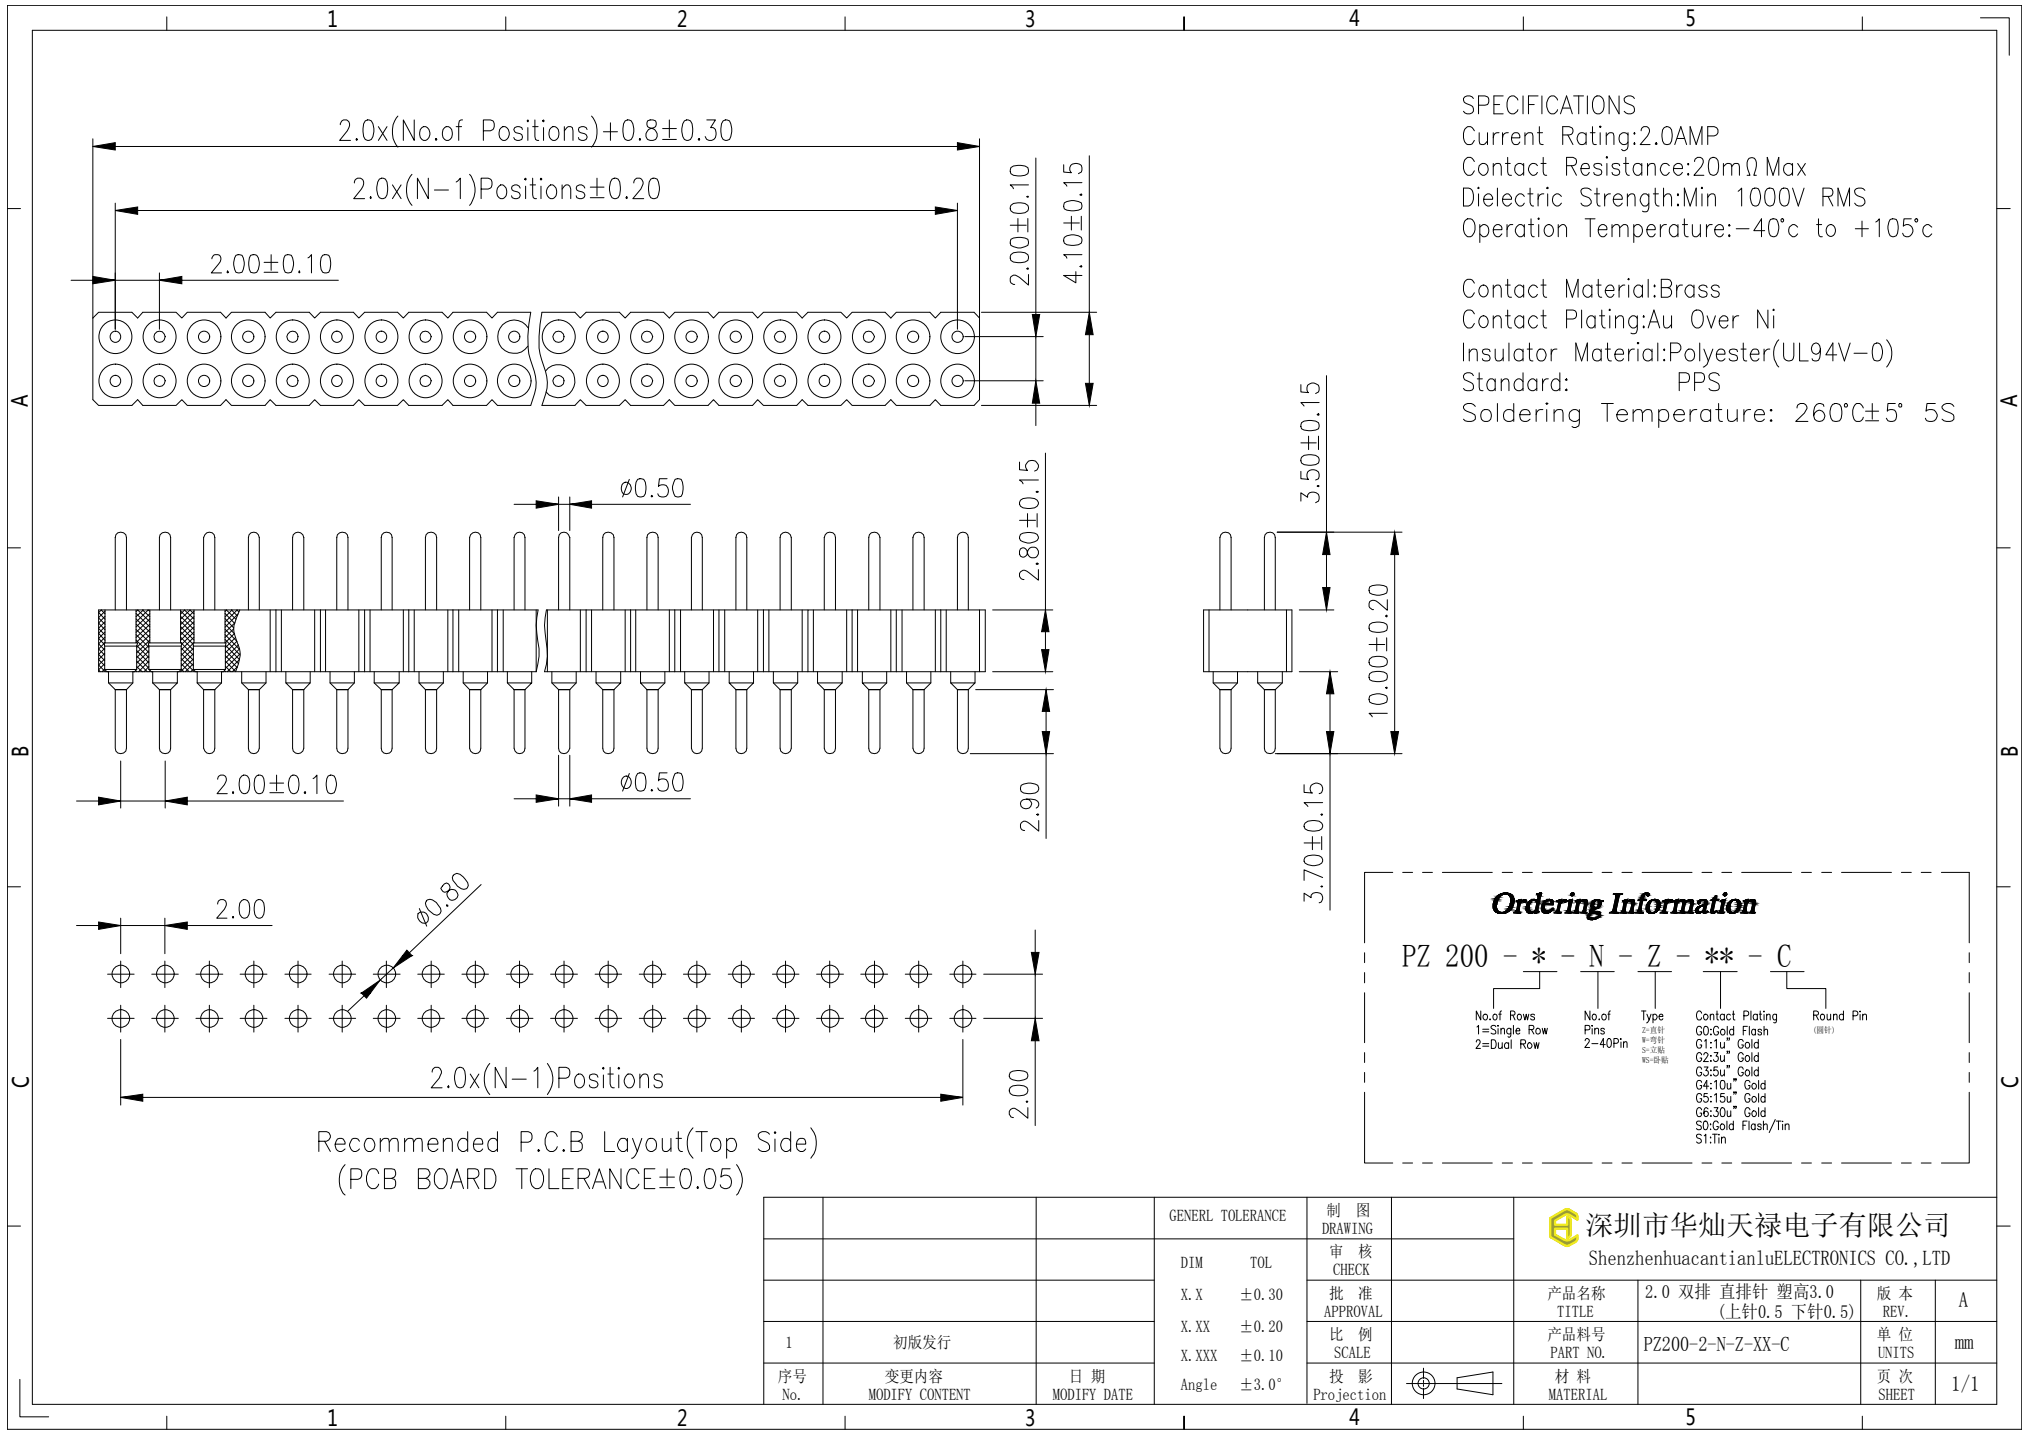 1 2 3 4 5
A
B
C
A
B
C
2.0x(No.of Positions)+0.8±0.30
2.0x(N-1)Positions±0.20
2.00±0.10
2.00±0.10
4.10±0.15
SPECIFICATIONS
Current Rating:2.0AMP
Contact Resistance:20mΩ Max
Dielectric Strength:Min 1000V RMS
Operation Temperature:-40°c to +105°c
Contact Material:Brass
Contact Plating:Au Over Ni
Insulator Material:Polyester(UL94V-0)
Standard: PPS
Soldering Temperature: 260°C±5° 5S
ø0.50
2.80±0.15
3.50±0.15
10.00±0.20
2.00±0.10
ø0.50
2.90
3.70±0.15
2.00
ø0.80
2.0x(N-1)Positions
2.00
Recommended P.C.B Layout(Top Side)
(PCB BOARD TOLERANCE±0.05)
Ordering Information
PZ 200 - * - N - Z - ** - C
No.of Rows
1=Single Row
2=Dual Row
No.of
Pins
2-40Pin
Type
Z=直针
W=弯针
S=立贴
WS=卧贴
Contact Plating
G0:Gold Flash
G1:1u" Gold
G2:3u" Gold
G3:5u" Gold
G4:10u" Gold
G5:15u" Gold
G6:30u" Gold
S0:Gold Flash/Tin
S1:Tin
Round Pin
(圆针)
1 初版发行
序号 变更内容 日 期
No. MODIFY CONTENT MODIFY DATE
GENERL TOLERANCE
DIM TOL
X.X ±0.30
X.XX ±0.20
X.XXX ±0.10
Angle ±3.0°
制 图
DRAWING
审 核
CHECK
批 准
APPROVAL
比 例
SCALE
投 影
Projection
深圳市华灿天禄电子有限公司
ShenzhenhuacantianluELECTRONICS CO.,LTD
产品名称
TITLE
2.0 双排 直排针 塑高3.0
(上针0.5 下针0.5)
版 本
REV.
A
产品料号
PART NO.
PZ200-2-N-Z-XX-C
单 位
UNITS
mm
材 料
MATERIAL
页 次
SHEET
1/1
1 2 3 4 5